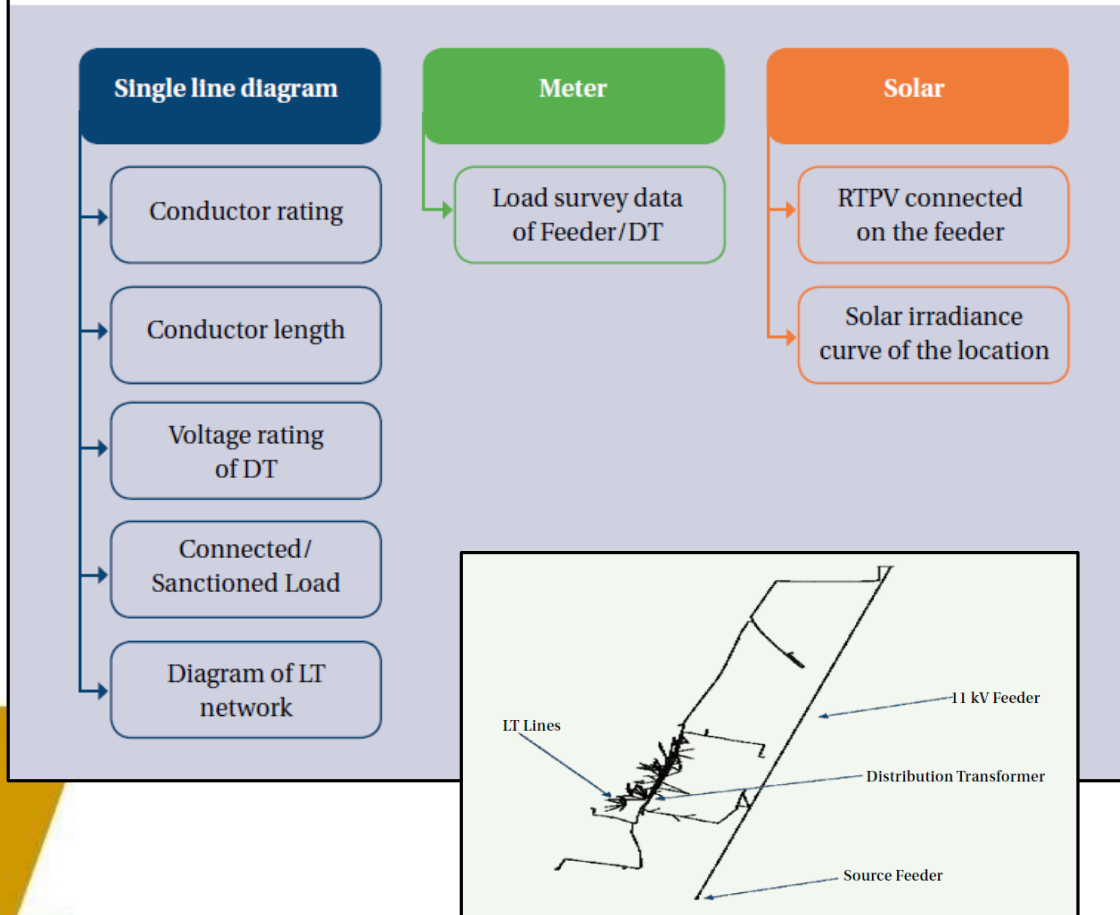 Single line diagram
Conductor rating
Conductor length
Voltage rating
of DT
Connected/
Sanctioned Load
Diagram of LT
network
Meter
Load survey data
of Feeder/DT
Solar
RTPV connected
on the feeder
Solar irradiance
curve of the location
11 kV Feeder
LT Lines
Distribution Transformer
Source Feeder